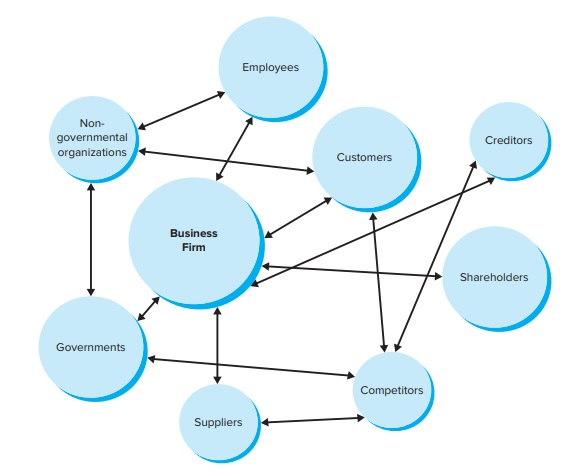 Employees
Non-
governmental
organizations
Customers
Creditors
Business
Firm
Shareholders
Governments
Competitors
Suppliers